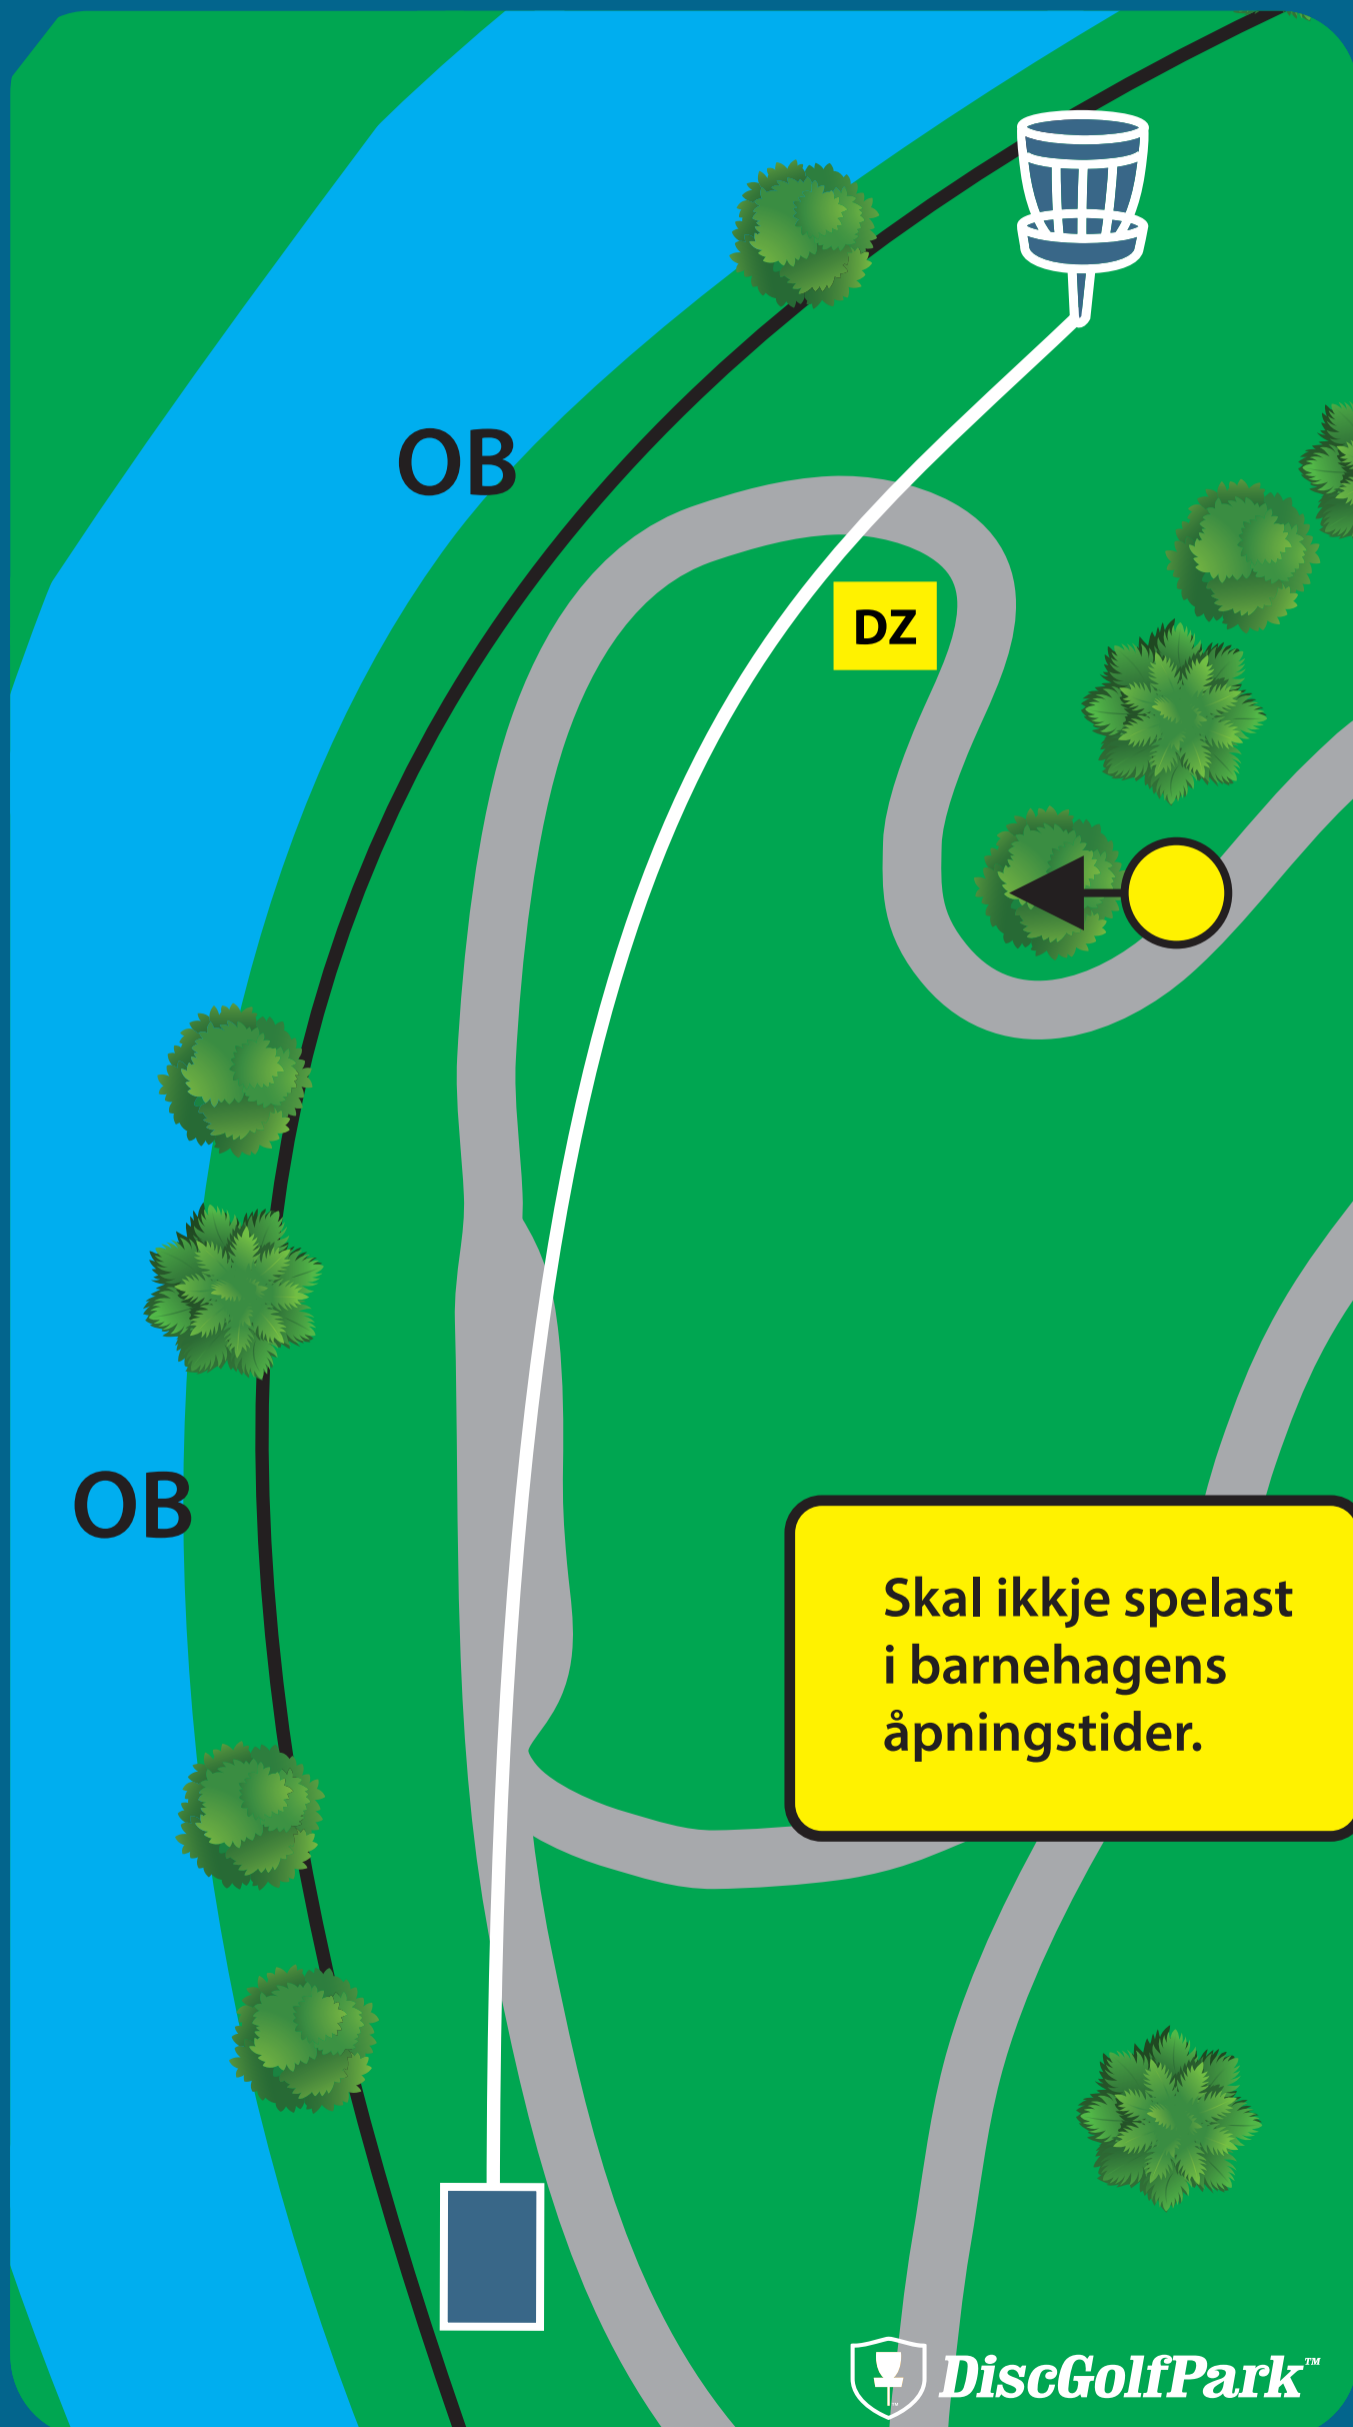 OB
DZ
OB
Skal ikkje spelast
i barnehagens
åpningstider.
DiscGolfPark™